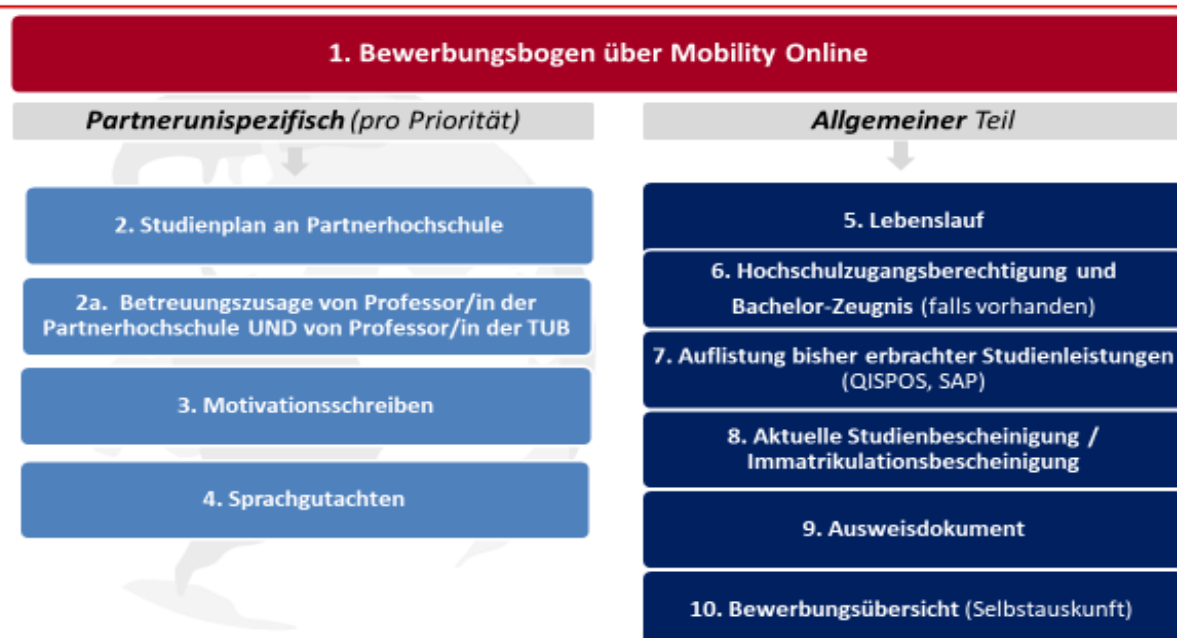 1. Bewerbungsbogen über Mobility Online
Partnerunispezifisch (pro Priorität)
2. Studienplan an Partnerhochschule
2a. Betreuungszusage von Professor/in der
Partnerhochschule UND von Professor/in der TUB
3. Motivationsschreiben
4. Sprachgutachten
Allgemeiner Teil
5. Lebenslauf
6. Hochschulzugangsberechtigung und
Bachelor-Zeugnis (falls vorhanden)
7. Auflistung bisher erbrachter Studienleistungen
(QISPOS, SAP)
8. Aktuelle Studienbescheinigung /
Immatrikulationsbescheinigung
9. Ausweisdokument
10. Bewerbungsübersicht (Selbstauskunft)